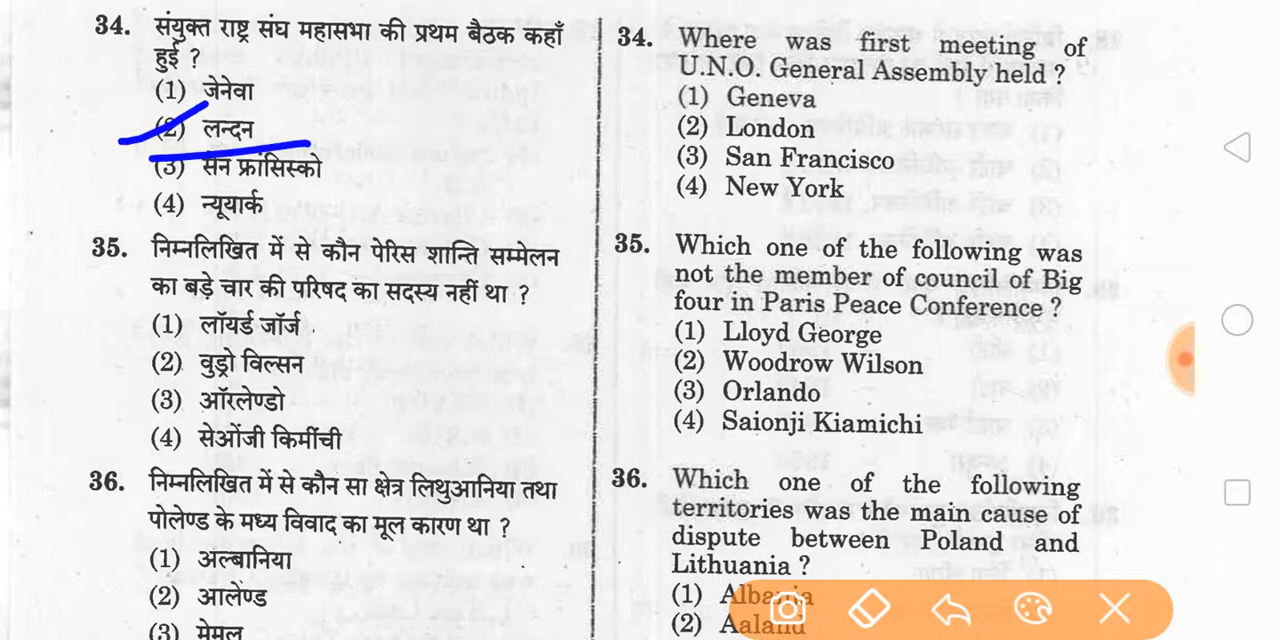 34. संयुक्त राष्ट्र संघ महासभा की प्रथम बैठक कहाँ
हुई ?
(1) जेनेवा
(2) लन्दन
(3) सेन फ्रांसिस्को
(4) न्यूयार्क
35. निम्नलिखित में से कौन पेरिस शान्ति सम्मेलन
का बड़े चार की परिषद का सदस्य नहीं था ?
(1) लॉयर्ड जॉर्ज
(2) वुड्रो विल्सन
(3) ऑरलेण्डो
(4) सेओजी किमींची
36. निम्नलिखित में से कौन सा क्षेत्र लिथुआनिया तथा
पोलेण्ड के मध्य विवाद का मूल कारण था ?
(1) अल्बानिया
(2) आलेण्ड
(3) मेमल
34. Where was first meeting of
U.N.O. General Assembly held ?
(1) Geneva
(2) London
(3) San Francisco
(4) New York
35. Which one of the following was
not the member of council of Big
four in Paris Peace Conference ?
(1) Lloyd George
(2) Woodrow Wilson
(3) Orlando
(4) Saionji Kiamichi
36. Which one of the following
territories was the main cause of
dispute between Poland and
Lithuania ?
(1) Albania
(2) Aaland